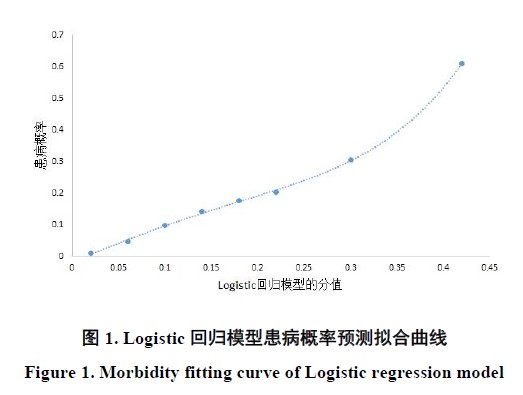 0.7
0.6
0.5
0.4
0.3
0.2
0.1
0
患病概率
0 0.05 0.1 0.15 0.2 0.25 0.3 0.35 0.4 0.45
Logistic回归模型的分值
图 1. Logistic 回归模型患病概率预测拟合曲线
Figure 1. Morbidity fitting curve of Logistic regression model